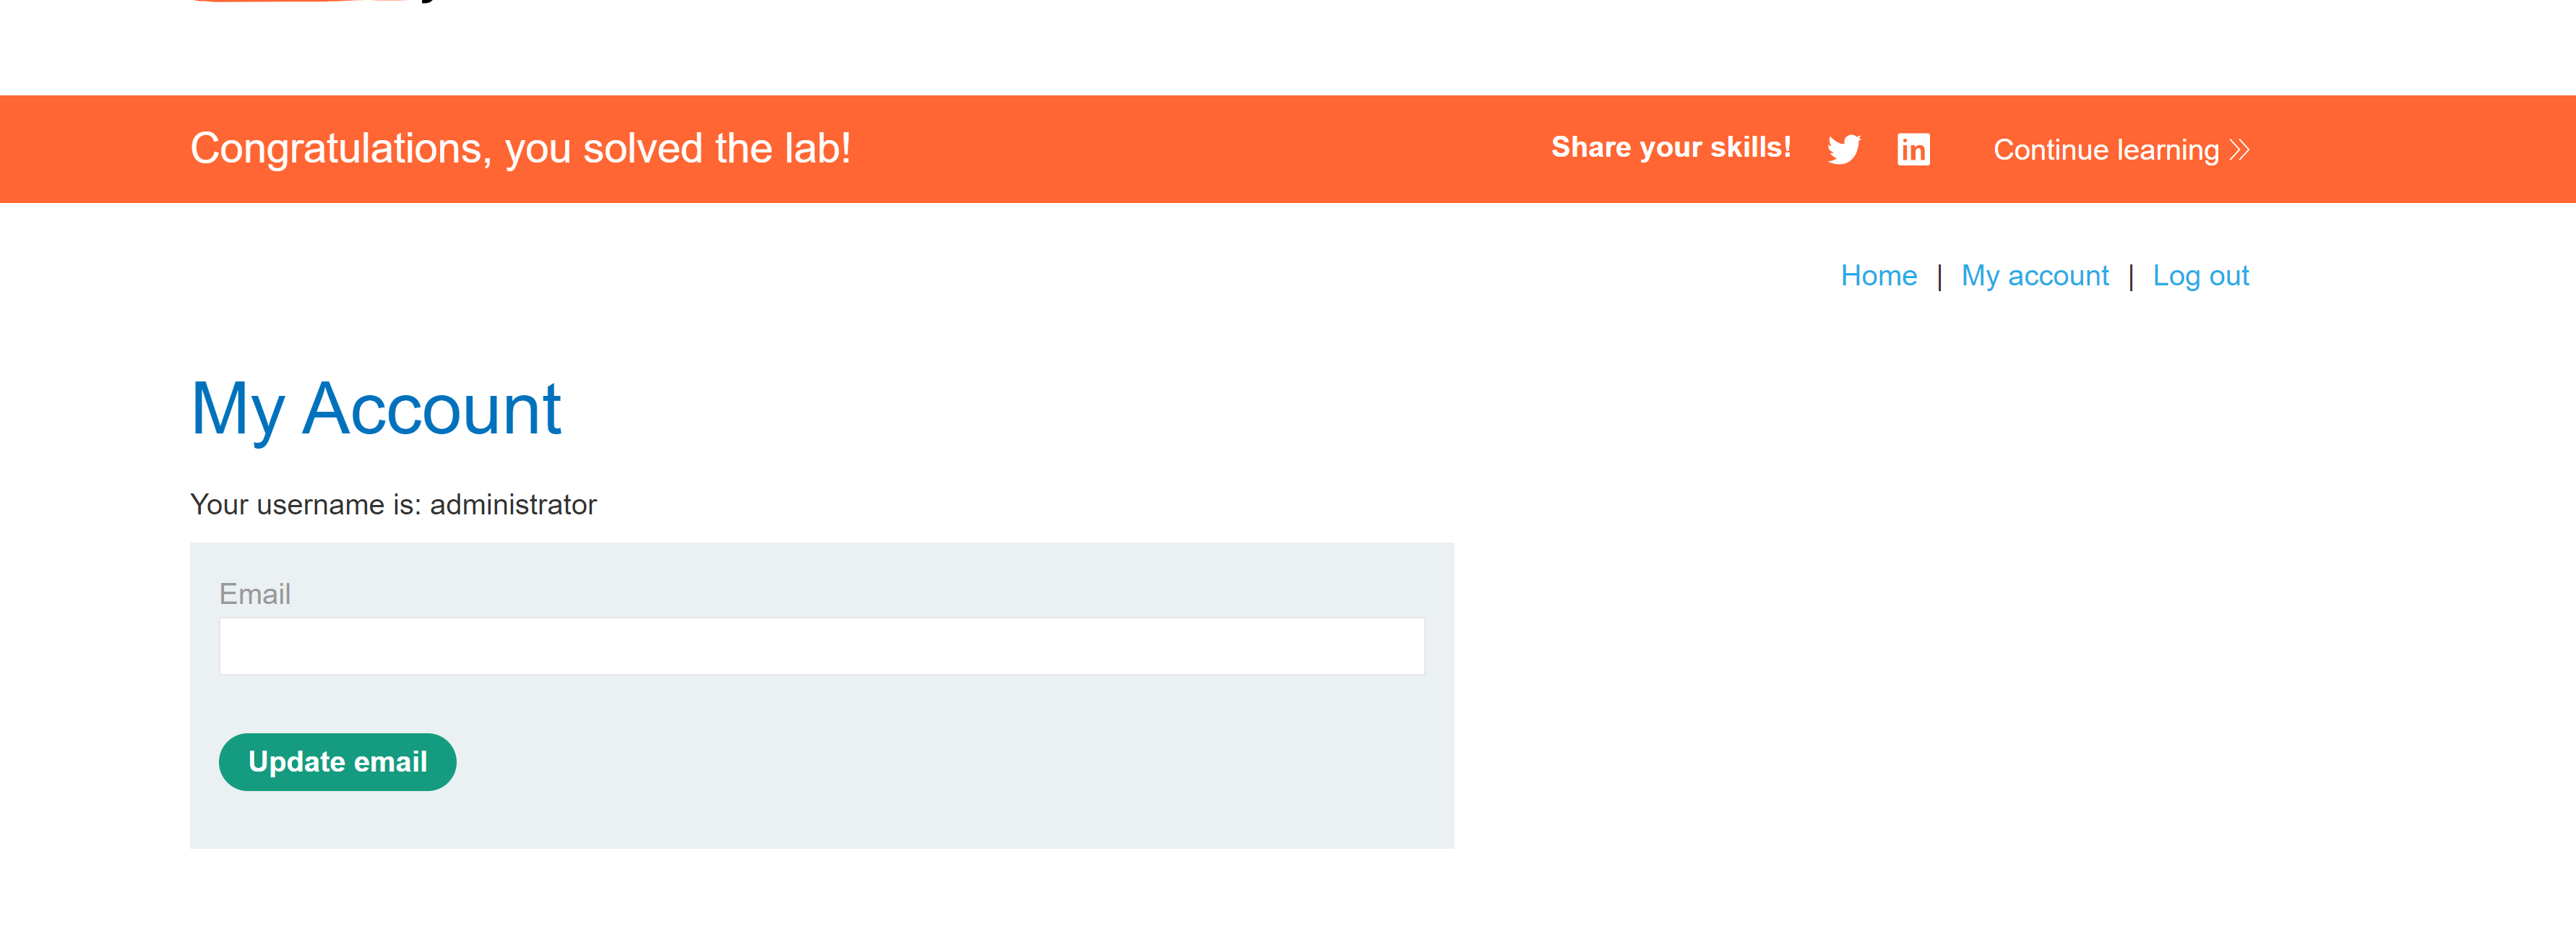 Congratulations, you solved the lab!
Share your skills!
Continue learning
Home | My account | Log out
My Account
Your username is: administrator
Email
Update email